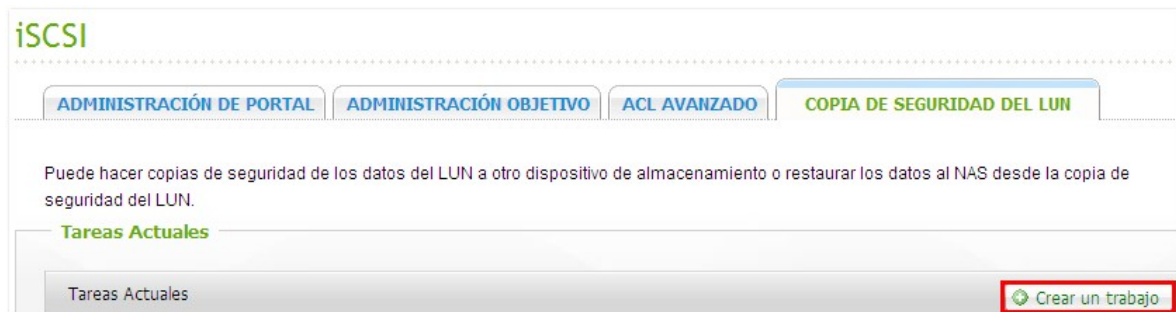 iSCSI
ADMINISTRACIÓN DE PORTAL
ADMINISTRACIÓN OBJETIVO
ACL AVANZADO
COPIA DE SEGURIDAD DEL LUN
Puede hacer copias de seguridad de los datos del LUN a otro dispositivo de almacenamiento o restaurar los datos al NAS desde la copia de
seguridad del LUN.
Tareas Actuales
Tareas Actuales
Crear un trabajo